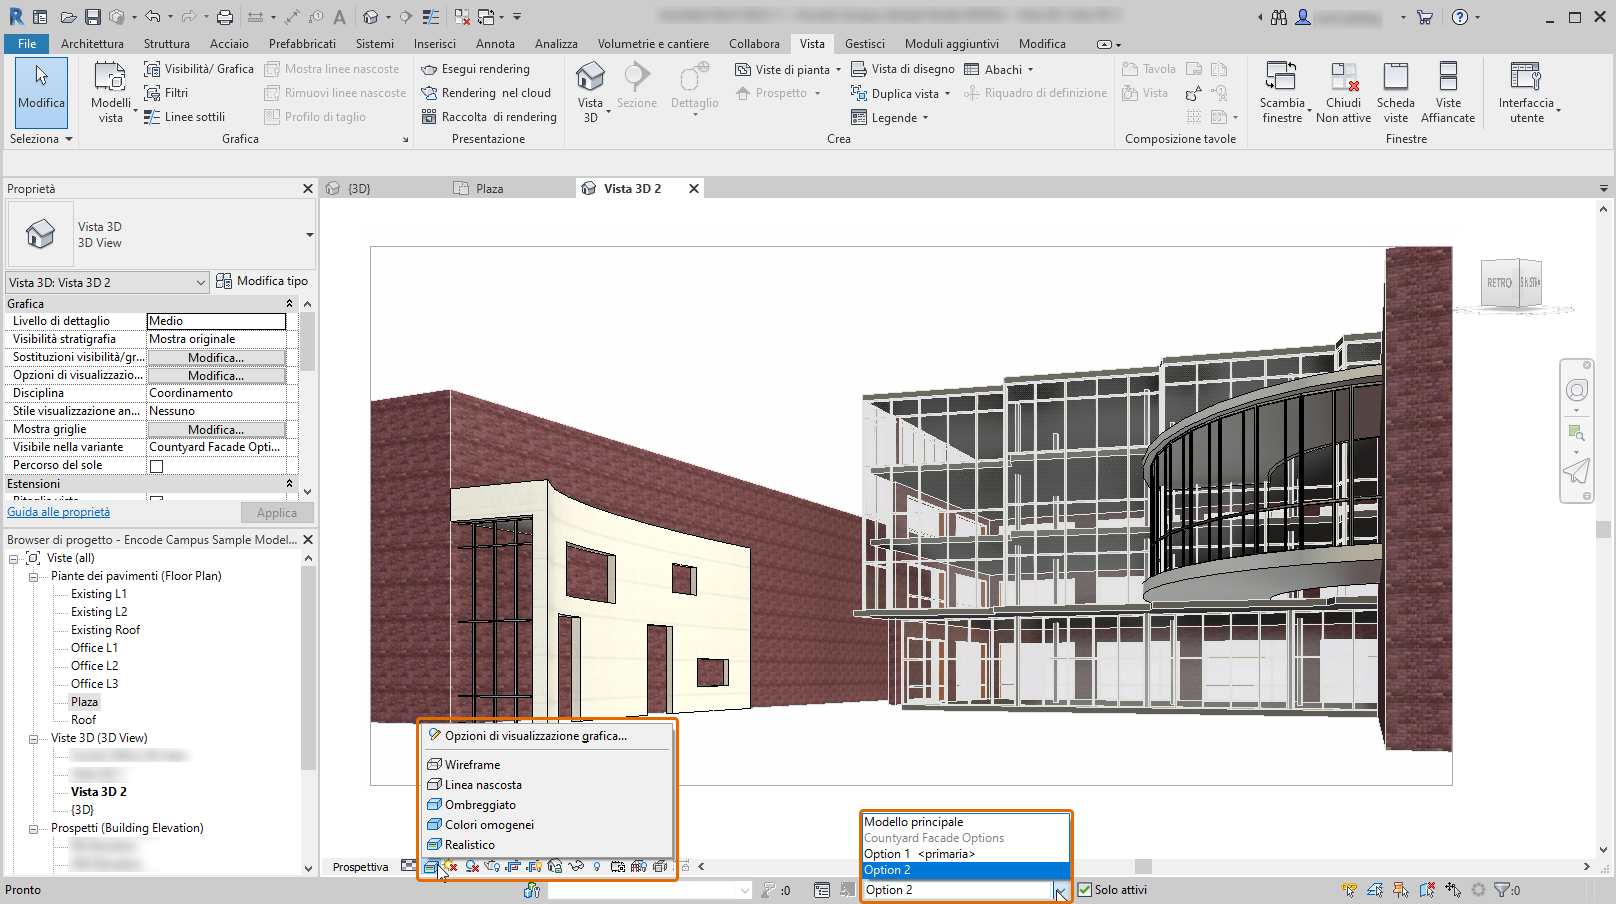 File Architettura Struttura Acciaio Prefabbricati Sistemi Inserisci Annota Analizza Volumetrie e cantiere Collabora Vista Gestisci Moduli aggiuntivi Modifica
Modifica
Seleziona
Modelli vista
Visibilità/ Grafica
Filtri
Linee sottili
Mostra linee nascoste
Rimuovi linee nascoste
Profilo di taglio
Grafica
Esegui rendering
Rendering nel cloud
Raccolta di rendering
Presentazione
Vista 3D
Sezione
Dettaglio
Viste di pianta
Prospetto
Vista di disegno
Duplica vista
Legende
Abachi
Riquadro di definizione
Crea
Tavola
Vista
Composizione tavole
Scambia finestre
Chiudi Non attive
Scheda viste
Viste Affiancate
Finestre
Interfaccia utente
Proprietà
{3D}
Plaza
Vista 3D 2
Vista 3D
3D View
Vista 3D: Vista 3D 2
Modifica tipo
Grafica
Livello di dettaglio Medio
Visibilità stratigrafia Mostra originale
Sostituzioni visibilità/gr... Modifica...
Opzioni di visualizzazio... Modifica...
Disciplina Coordinamento
Stile visualizzazione an... Nessuno
Mostra griglie Modifica...
Visibile nella variante Countyard Facade Opti...
Percorso del sole
Estensioni
Ritaglio vista
Guida alle proprietà
Applica
Browser di progetto - Encode Campus Sample Model...
Viste (all)
Piante dei pavimenti (Floor Plan)
Existing L1
Existing L2
Existing Roof
Office L1
Office L2
Office L3
Plaza
Roof
Viste 3D (3D View)
Vista 3D 2
{3D}
Prospetti (Building Elevation)
RETRO
Opzioni di visualizzazione grafica...
Wireframe
Linea nascosta
Ombreggiato
Colori omogenei
Realistico
Prospettiva
Modello principale
Countyard Facade Options
Option 1 <primaria>
Option 2
Option 2
Solo attivi
Pronto
:0
:0